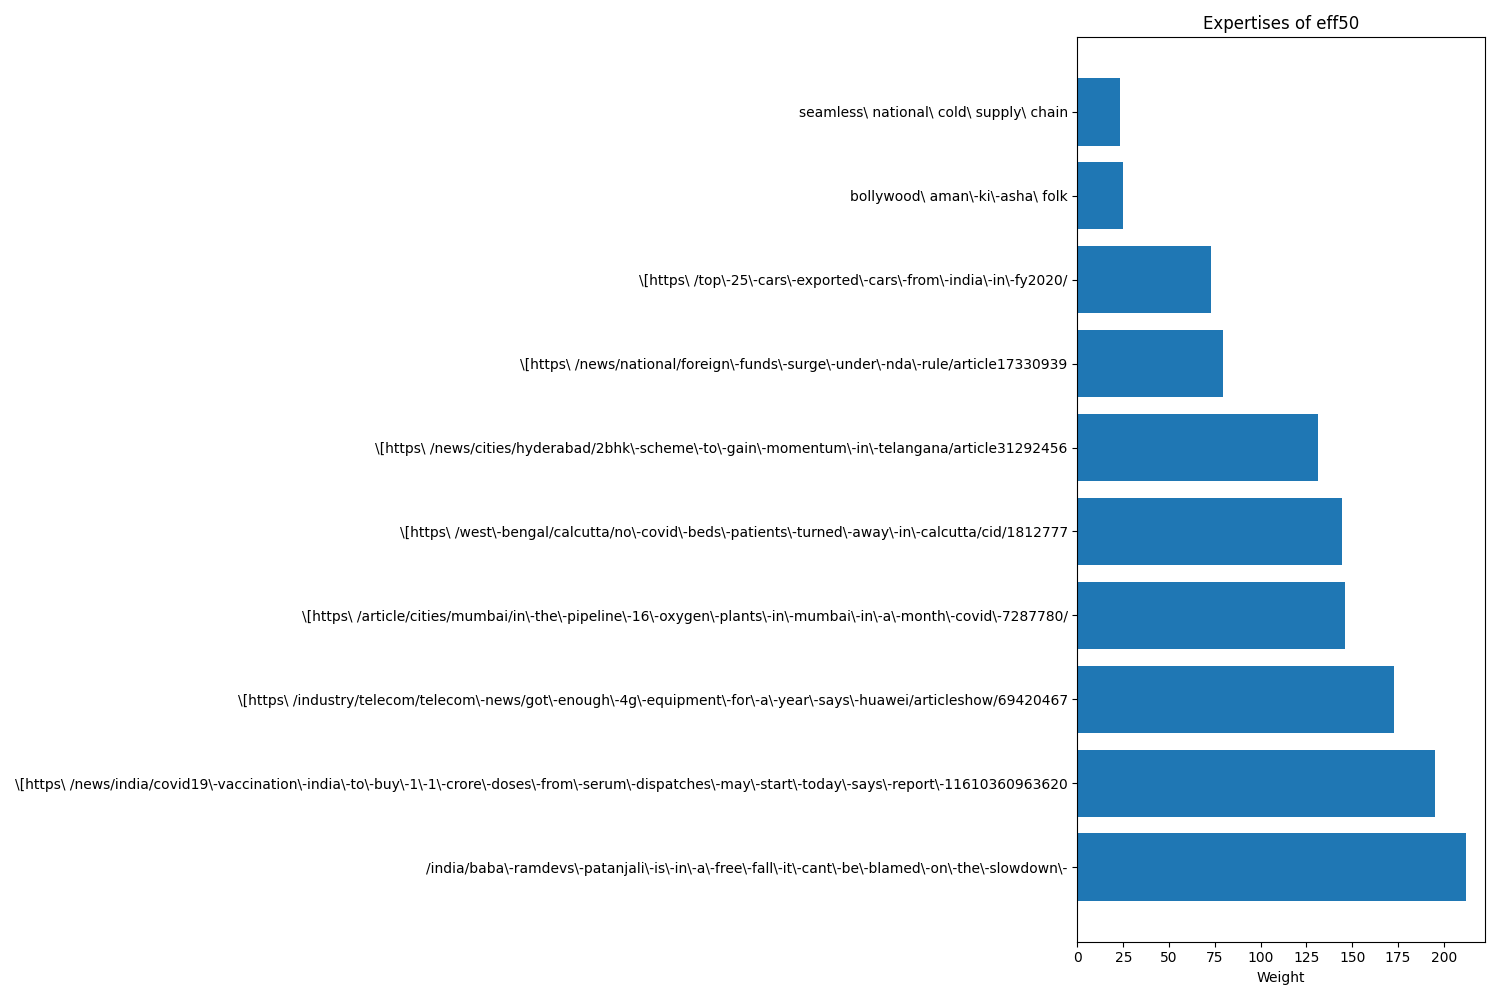 Expertises of eff50
seamless\ national\ cold\ supply\ chain
bollywood\ aman\-ki\-asha\ folk
\[https\ /top\-25\-cars\-exported\-cars\-from\-india\-in\-fy2020/
\[https\ /news/national/foreign\-funds\-surge\-under\-nda\-rule/article17330939
\[https\ /news/cities/hyderabad/2bhk\-scheme\-to\-gain\-momentum\-in\-telangana/article31292456
\[https\ /west\-bengal/calcutta/no\-covid\-beds\-patients\-turned\-away\-in\-calcutta/cid/1812777
\[https\ /article/cities/mumbai/in\-the\-pipeline\-16\-oxygen\-plants\-in\-mumbai\-in\-a\-month\-covid\-7287780/
\[https\ /industry/telecom/telecom\-news/got\-enough\-4g\-equipment\-for\-a\-year\-says\-huawei/articleshow/69420467
\[https\ /news/india/covid19\-vaccination\-india\-to\-buy\-1\-1\-crore\-doses\-from\-serum\-dispatches\-may\-start\-today\-says\-report\-11610360963620
/india/baba\-ramdevs\-patanjali\-is\-in\-a\-free\-fall\-it\-cant\-be\-blamed\-on\-the\-slowdown\-
0 25 50 75 100 125 150 175 200
Weight